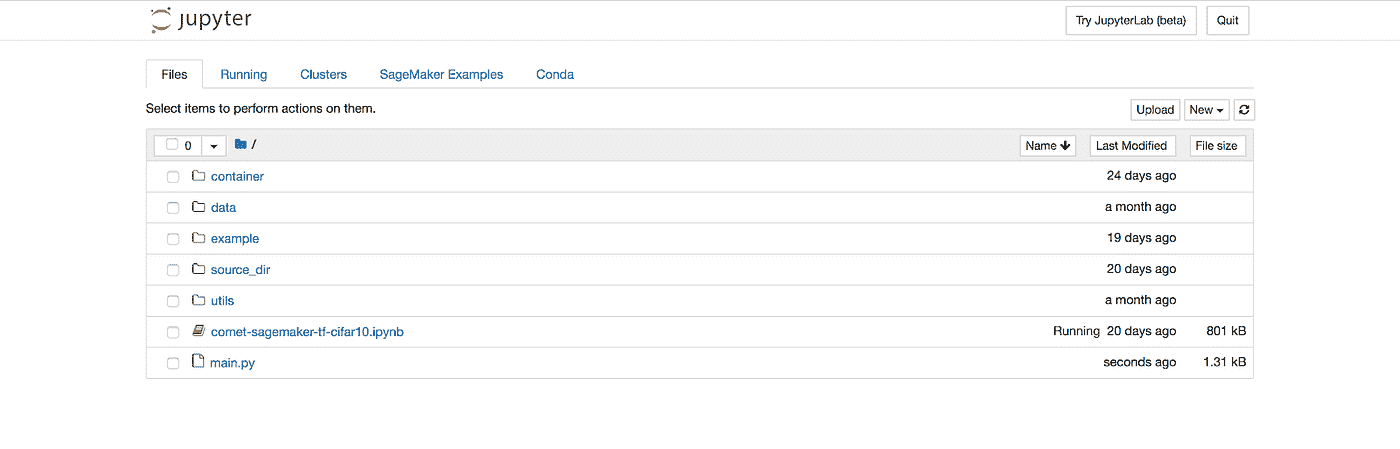 jupyter Try JupyterLab (beta) Quit
Files Running Clusters SageMaker Examples Conda
Select items to perform actions on them. Upload New
0 / Name Last Modified File size
container 24 days ago
data a month ago
example 19 days ago
source_dir 20 days ago
utils a month ago
comet-sagemaker-tf-cifar10.ipynb Running 20 days ago 801 kB
main.py seconds ago 1.31 kB